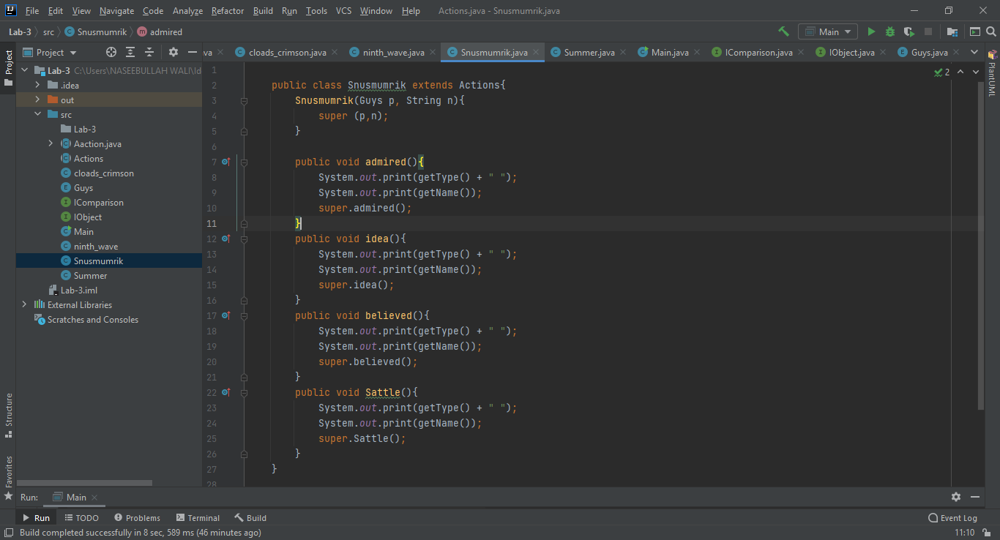 File Edit View Navigate Code Analyze Refactor Build Run Tools VCS Window Help Actions.java - Snusmumrik.java
Lab-3 src Snusmumrik admired
Main
Project
va cloads_crimson.java ninth_wave.java Snusmumrik.java Summer.java Main.java IComparison.java IObject.java Guys.java
Project
Lab-3 C:\Users\NASEEBULLAH WALI\Id
.idea
out
src
Lab-3
Aaction.java
Actions
cloads_crimson
Guys
IComparison
IObject
Main
ninth_wave
Snusmumrik
Summer
Lab-3.iml
External Libraries
Scratches and Consoles
Structure
Favorites
2
PlantUML
1
2 public class Snusmumrik extends Actions{
3 Snusmumrik(Guys p, String n){
4 super (p,n);
5 }
6
7 public void admired(){
8 System.out.print(getType() + " ");
9 System.out.print(getName());
10 super.admired();
11 }
12 public void idea(){
13 System.out.print(getType() + " ");
14 System.out.print(getName());
15 super.idea();
16 }
17 public void believed(){
18 System.out.print(getType() + " ");
19 System.out.print(getName());
20 super.believed();
21 }
22 public void Sattle(){
23 System.out.print(getType() + " ");
24 System.out.print(getName());
25 super.Sattle();
26 }
27 }
28
Run: Main
Run TODO Problems Terminal Build Event Log
Build completed successfully in 8 sec, 589 ms (46 minutes ago) 11:10